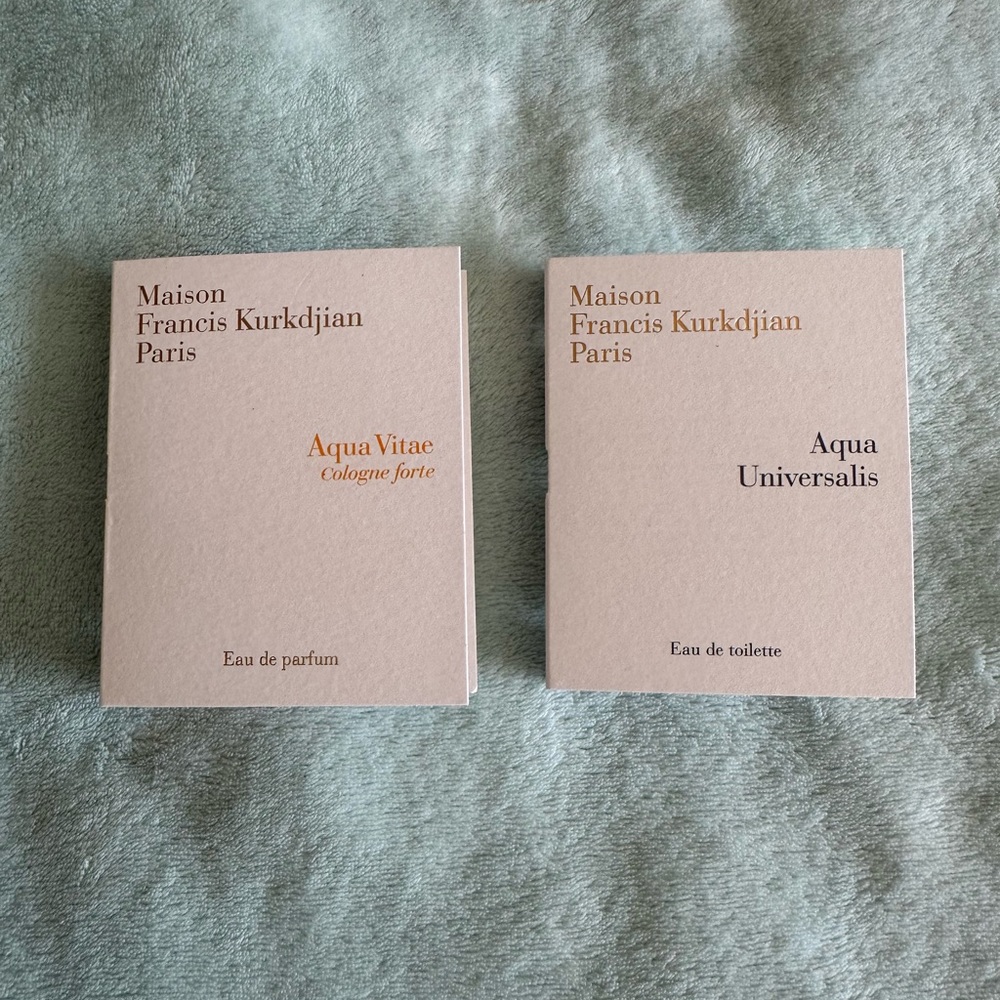 Maison
Francis Kurkdjian
Paris
Aqua Vitae
Cologne forte
Eau de parfum
Maison
Francis Kurkdjian
Paris
Aqua
Universalis
Eau de toilette